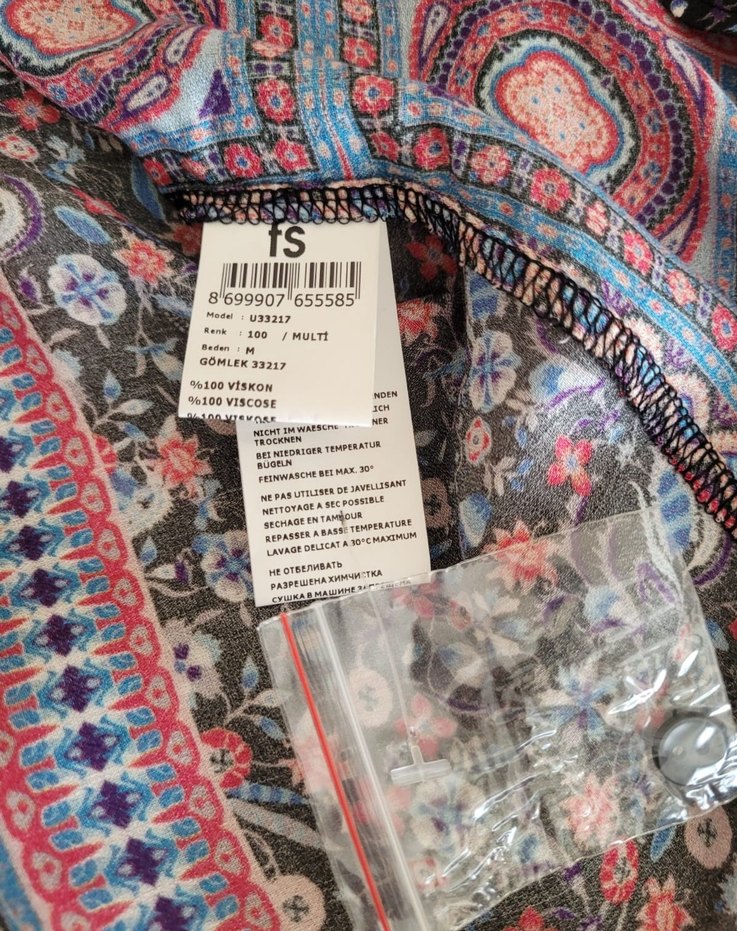 fS
8 699907 655585
Model : U33217
Renk : 100 / MULTİ
Beden : M
GÖMLEK 33217
%100 VİSKON
%100 VISCOSE
%100 VISKOSE
NICHT IM WAESCHE
TROCKNEN
BEI NIEDRIGER TEMPERATUR
BÜGELN
FEINWASCHE BEI MAX. 30°
NE PAS UTILISER DE JAVELLISANT
NETTOYAGE A SEC POSSIBLE
SECHAGE EN TAMBOUR
REPASSER A BASSE TEMPERATURE
LAVAGE DELICAT A 30°C MAXIMUM
НЕ ОТБЕЛИВАТЬ
РАЗРЕШЕНА ХИМЧИСТКА
СУШКА В МАШИНЕ